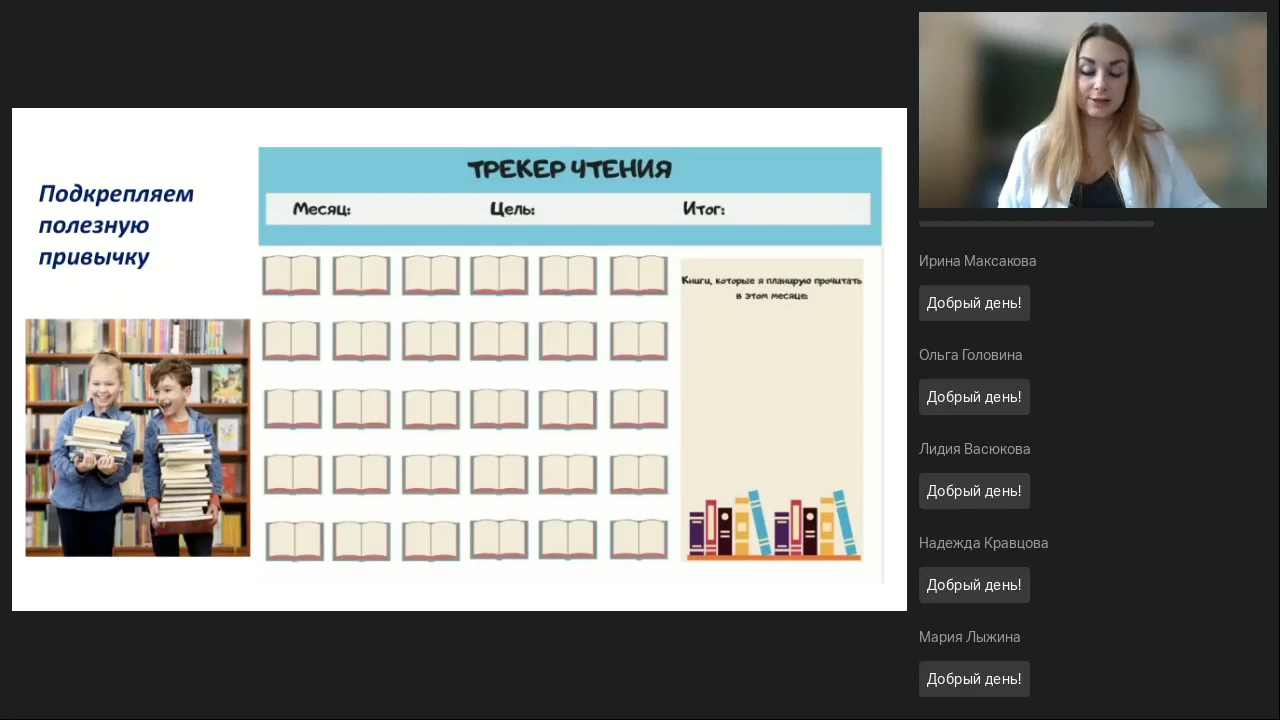 Подкрепляем
полезную
привычку
ТРЕКЕР ЧТЕНИЯ
Месяц:
Цель:
Итог:
Книги, которые я планирую прочитать
в этом месяце:
Ирина Максакова
Добрый день!
Ольга Головина
Добрый день!
Лидия Васюкова
Добрый день!
Надежда Кравцова
Добрый день!
Мария Лыжина
Добрый день!